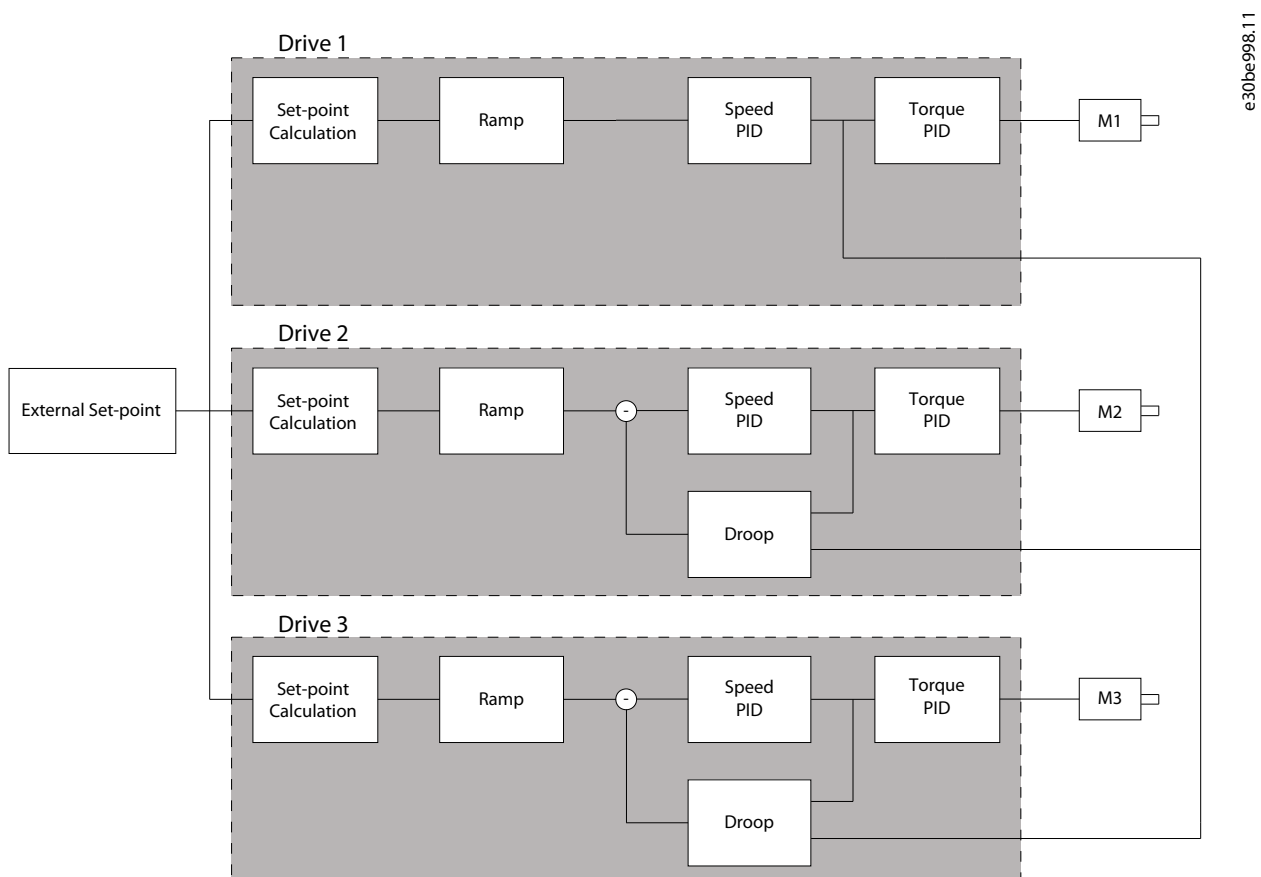 e30be998.11
Drive 1
Set-point
Calculation
Ramp
Speed
PID
Torque
PID
M1
Drive 2
External Set-point
Set-point
Calculation
Ramp
-
Speed
PID
Torque
PID
M2
Droop
Drive 3
Set-point
Calculation
Ramp
-
Speed
PID
Torque
PID
M3
Droop